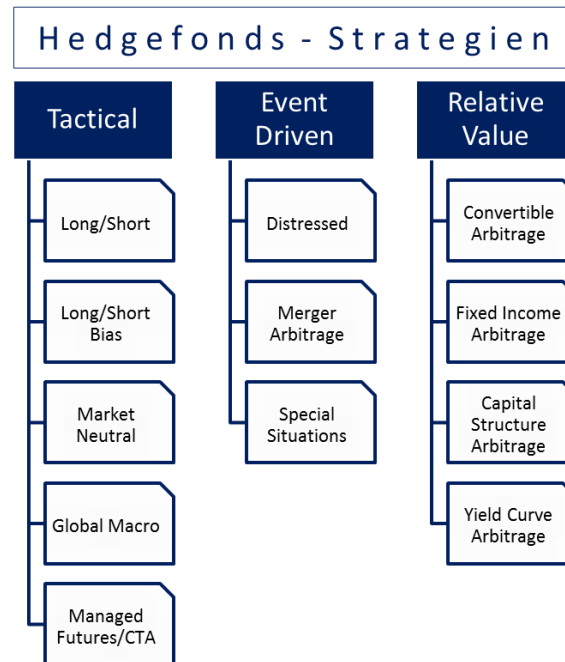 Hedgefonds - Strategien
Tactical
Long/Short
Long/Short
Bias
Market
Neutral
Global Macro
Managed
Futures/CTA
Event
Driven
Distressed
Merger
Arbitrage
Special
Situations
Relative
Value
Convertible
Arbitrage
Fixed Income
Arbitrage
Capital
Structure
Arbitrage
Yield Curve
Arbitrage